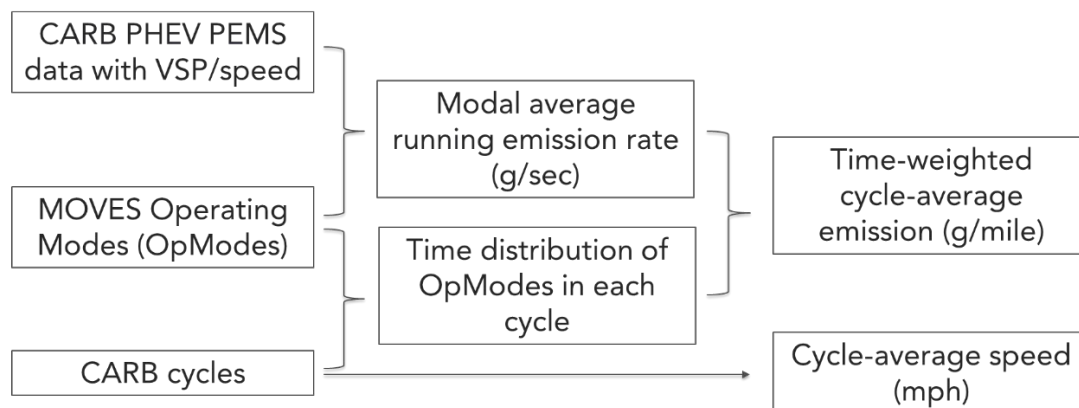 CARB PHEV PEMS
data with VSP/speed
MOVES Operating
Modes (OpModes)
CARB cycles
Modal average
running emission rate
(g/sec)
Time distribution of
OpModes in each
cycle
Time-weighted
cycle-average
emission (g/mile)
Cycle-average speed
(mph)